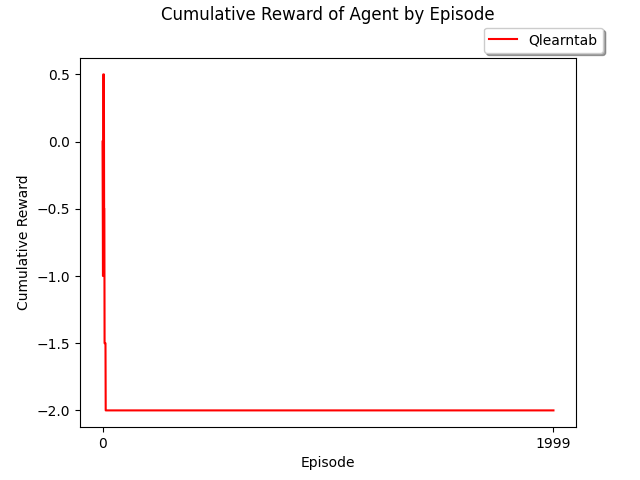 Cumulative Reward of Agent by Episode
Qlearntab
0.5
0.0
−0.5
−1.0
−1.5
−2.0
Cumulative Reward
0
1999
Episode